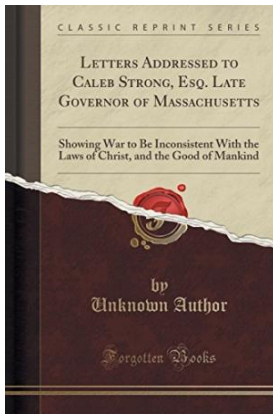 CLASSIC REPRINT SERIES
LETTERS ADDRESSED TO
CALEB STRONG, ESQ. LATE
GOVERNOR OF MASSACHUSETTS
SHOWING WAR TO BE INCONSISTENT WITH THE
LAWS OF CHRIST, AND THE GOOD OF MANKIND
by
Unknown Author
Forgotten Books